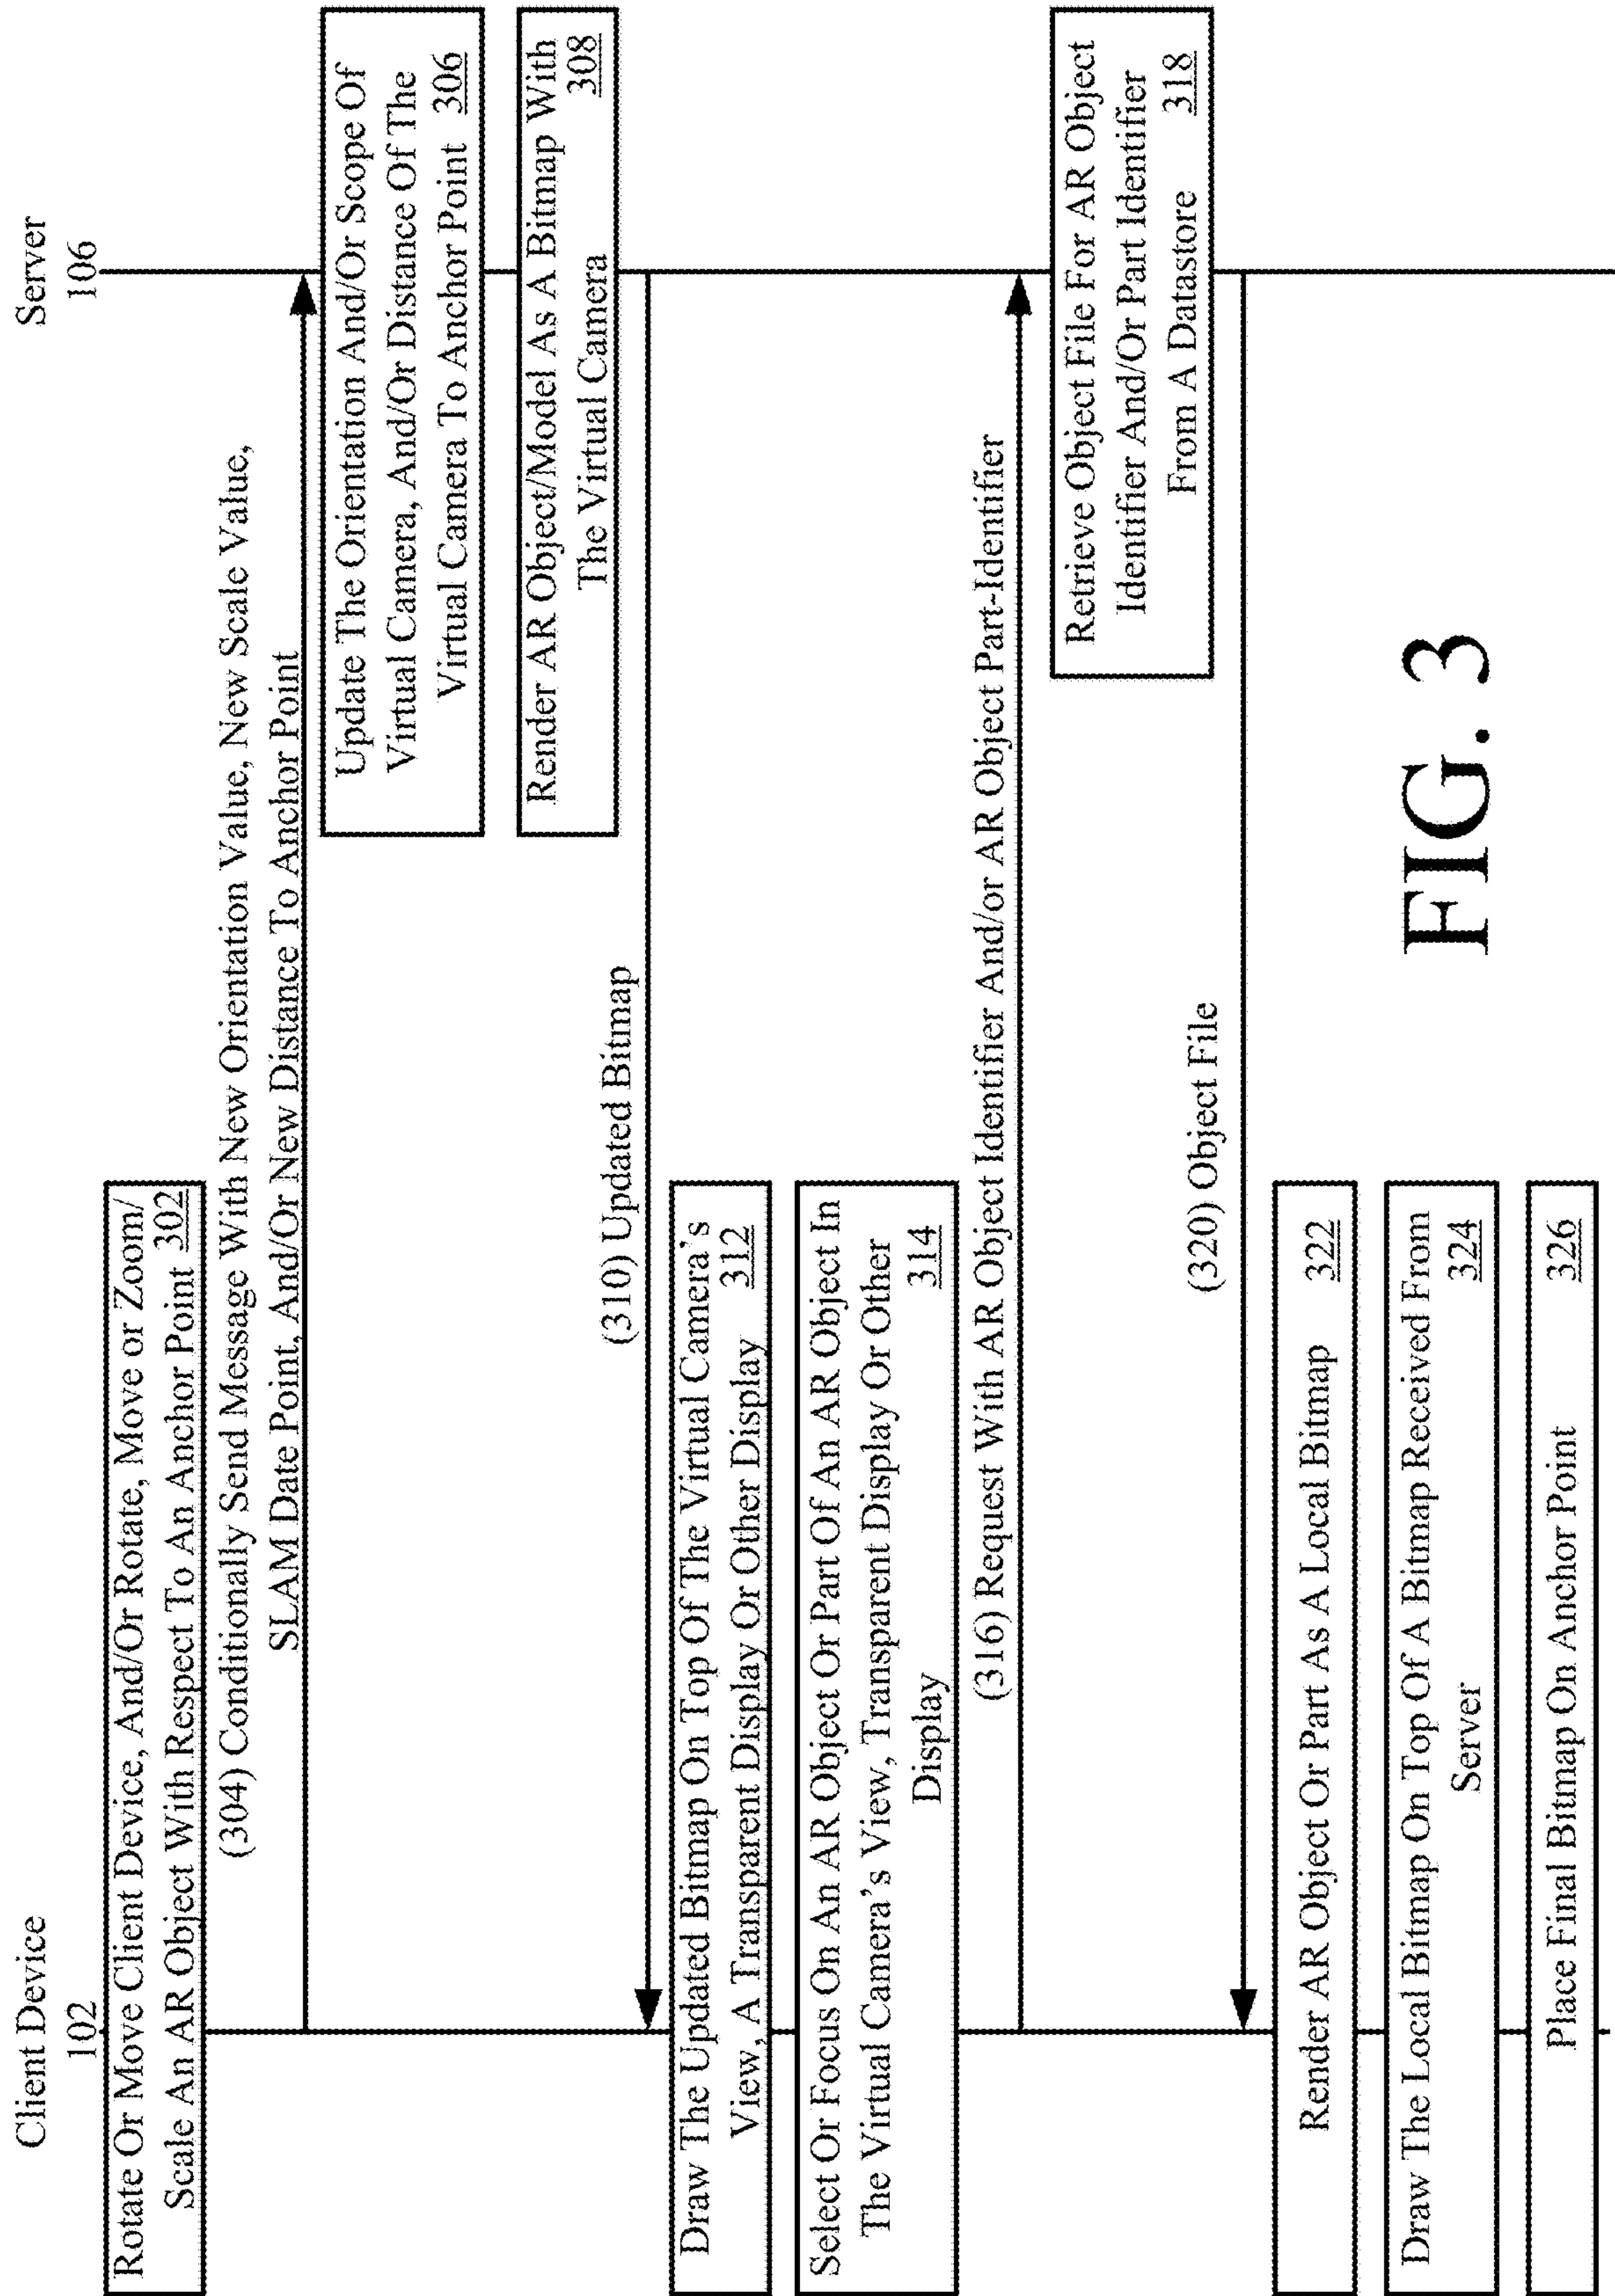 Client Device
102
Server
106
Rotate Or Move Client Device, And/Or Rotate, Move or Zoom/
Scale An AR Object With Respect To An Anchor Point 302
(304) Conditionally Send Message With New Orientation Value, New Scale Value,
SLAM Date Point, And/Or New Distance To Anchor Point
Update The Orientation And/Or Scope Of
Virtual Camera, And/Or Distance Of The
Virtual Camera To Anchor Point 306
Render AR Object/Model As A Bitmap With
The Virtual Camera 308
(310) Updated Bitmap
Draw The Updated Bitmap On Top Of The Virtual Camera's
View, A Transparent Display Or Other Display 312
Select Or Focus On An AR Object Or Part Of An AR Object In
The Virtual Camera's View, Transparent Display Or Other
Display 314
(316) Request With AR Object Identifier And/or AR Object Part-Identifier
Retrieve Object File For AR Object
Identifier And/Or Part Identifier
From A Datastore 318
(320) Object File
Render AR Object Or Part As A Local Bitmap 322
Draw The Local Bitmap On Top Of A Bitmap Received From
Server 324
Place Final Bitmap On Anchor Point 326
FIG. 3